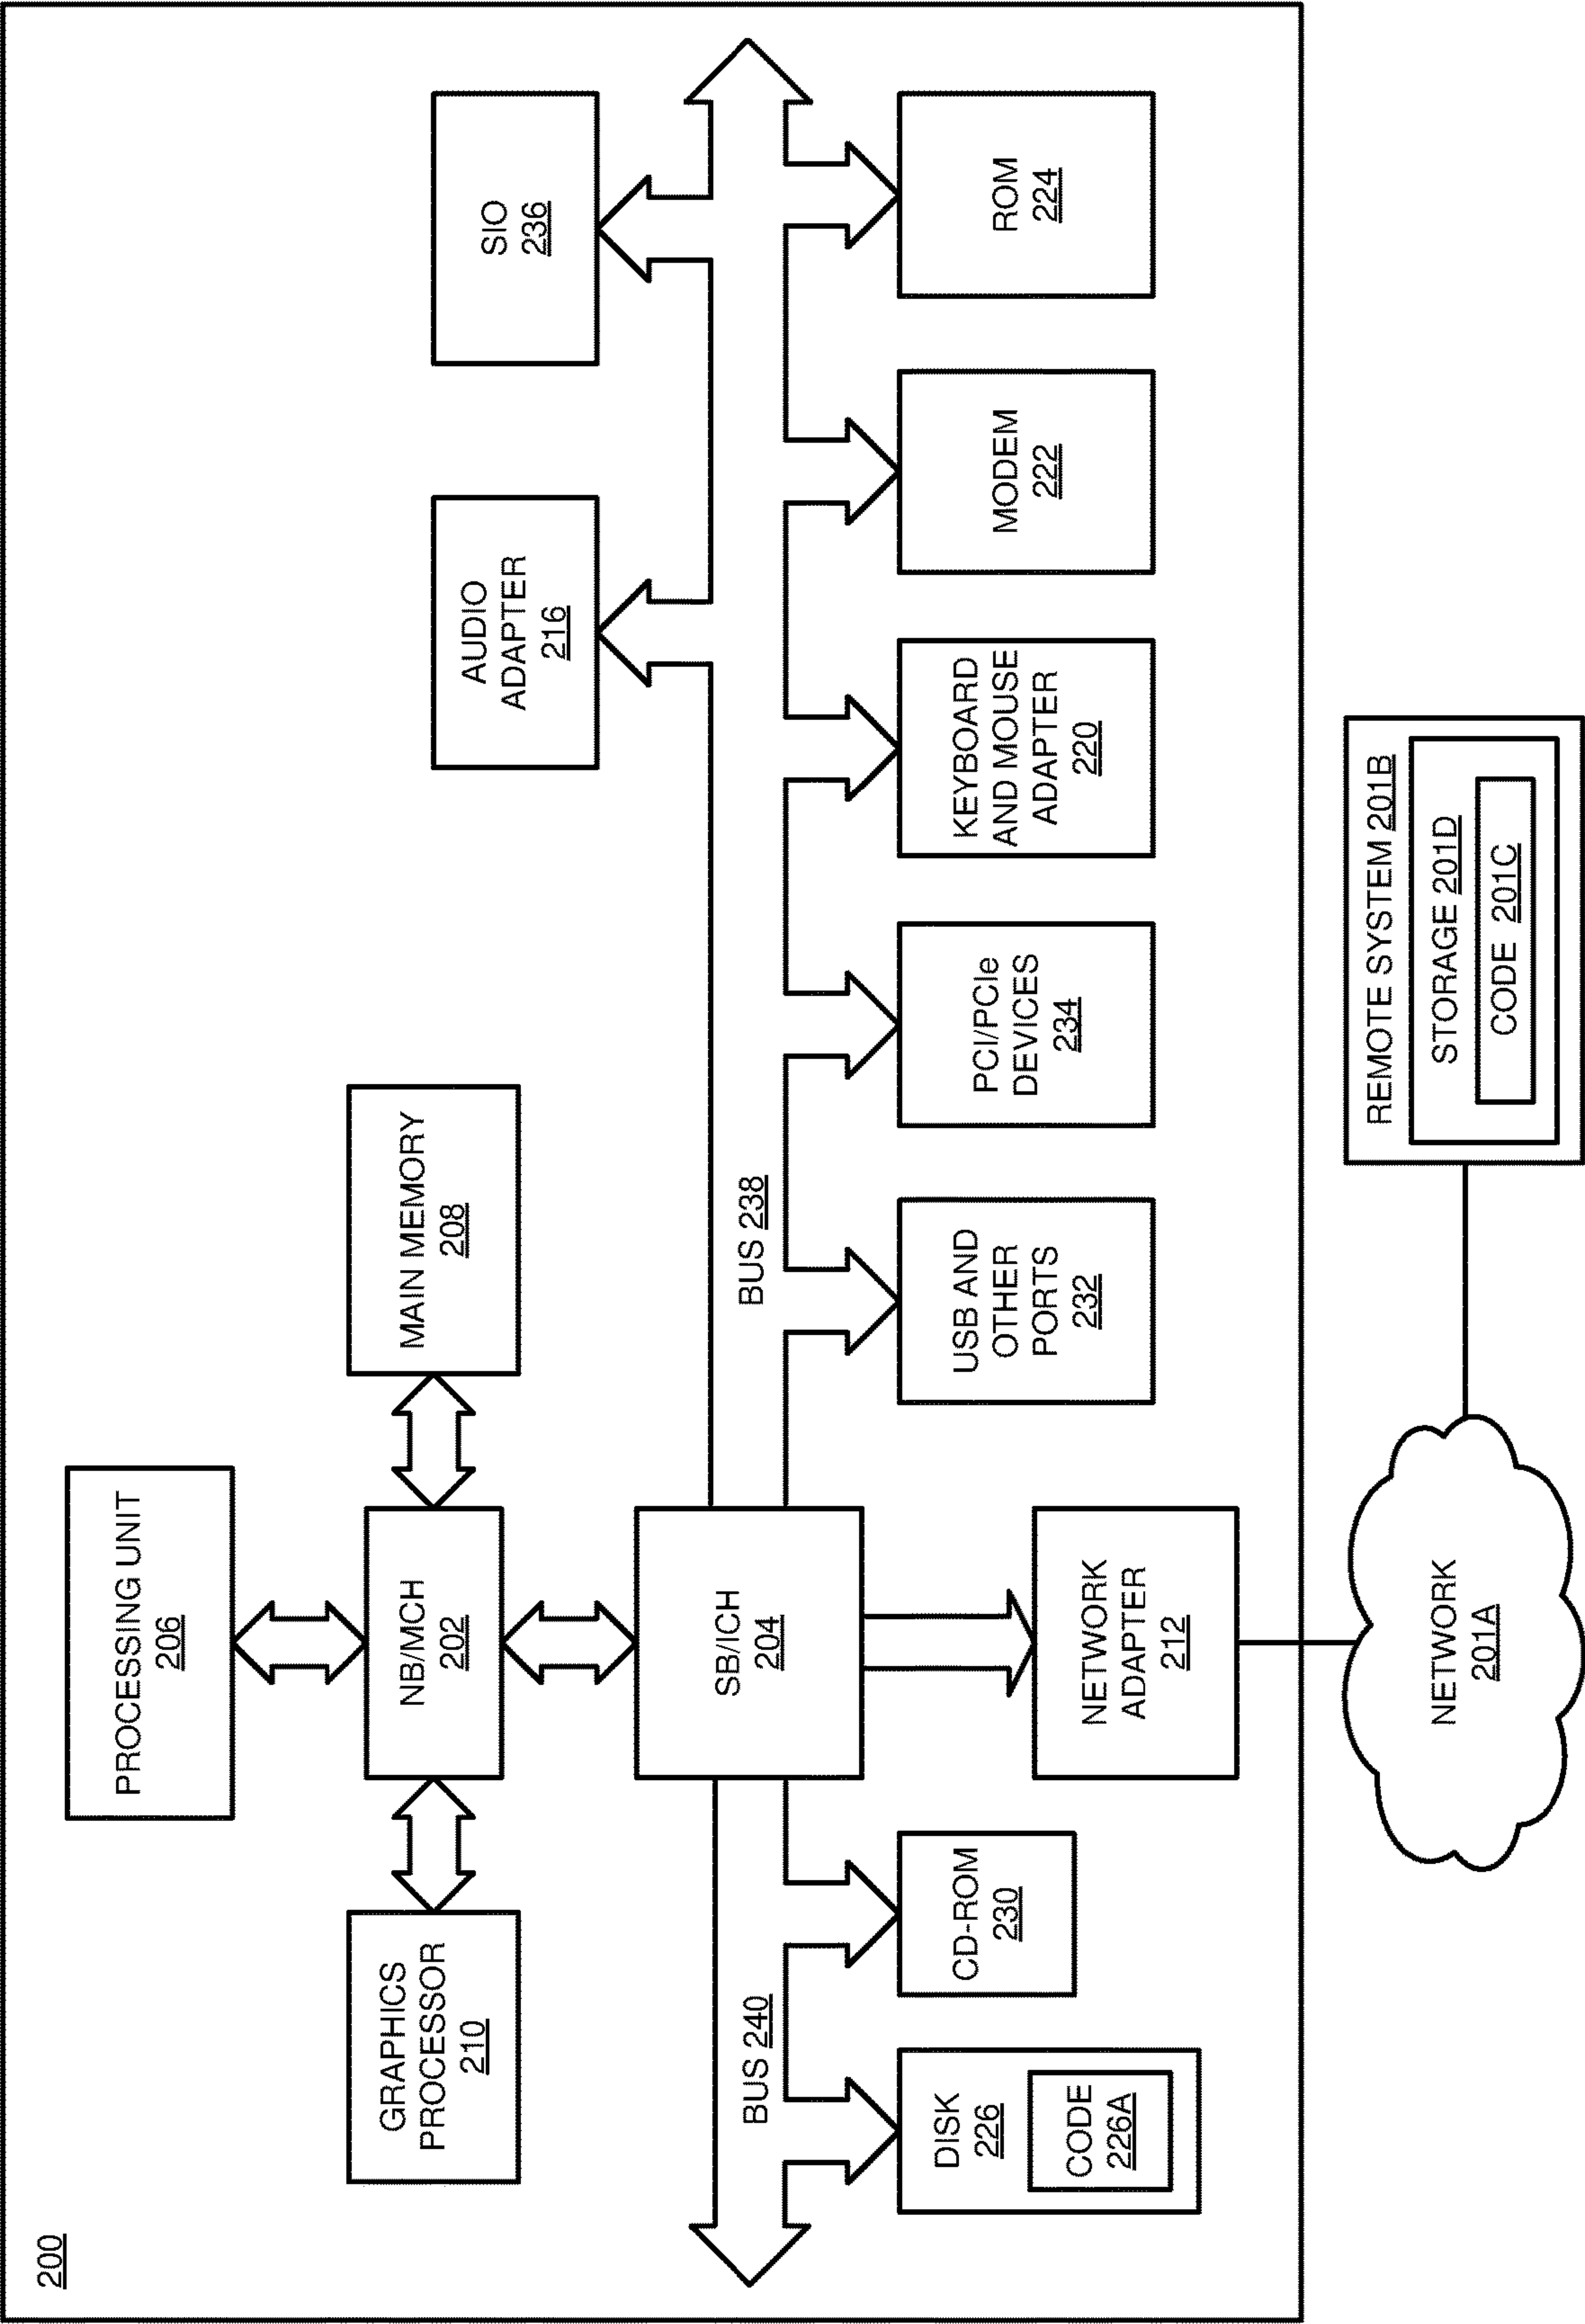 200
PROCESSING UNIT
206
GRAPHICS
PROCESSOR
210
NB/MCH
202
MAIN MEMORY
208
AUDIO
ADAPTER
216
SIO
236
SB/ICH
204
BUS 240
BUS 238
DISK
226
CODE
226A
CD-ROM
230
NETWORK
ADAPTER
212
USB AND
OTHER
PORTS
232
PCI/PCIe
DEVICES
234
KEYBOARD
AND MOUSE
ADAPTER
220
MODEM
222
ROM
224
NETWORK
201A
REMOTE SYSTEM 201B
STORAGE 201D
CODE 201C